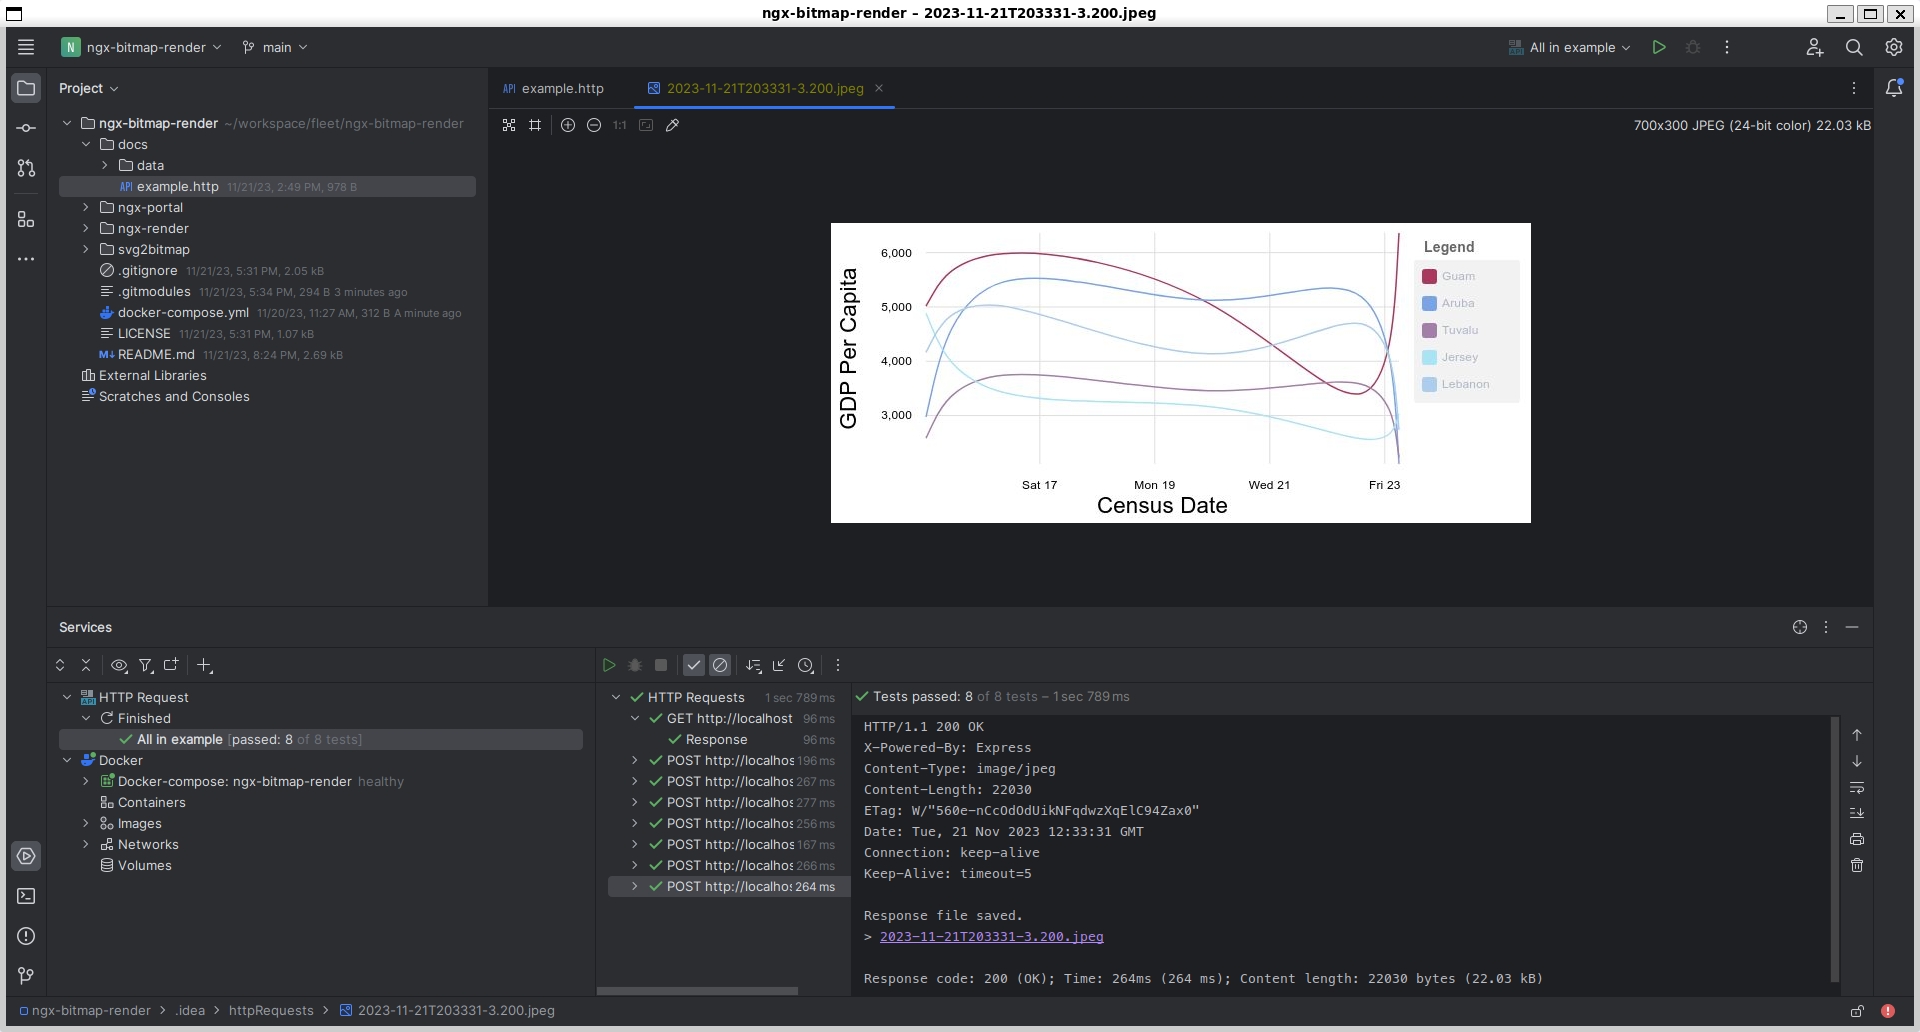 ngx-bitmap-render – 2023-11-21T203331-3.200.jpeg
N ngx-bitmap-render main
All in example
Project
example.http
2023-11-21T203331-3.200.jpeg
1:1
700x300 JPEG (24-bit color) 22.03 kB
ngx-bitmap-render ~/workspace/fleet/ngx-bitmap-render
docs
data
API example.http 11/21/23, 2:49 PM, 978 B
ngx-portal
ngx-render
svg2bitmap
.gitignore 11/21/23, 5:31 PM, 2.05 kB
.gitmodules 11/21/23, 5:34 PM, 294 B 3 minutes ago
docker-compose.yml 11/20/23, 11:27 AM, 312 B A minute ago
LICENSE 11/21/23, 5:31 PM, 1.07 kB
M↓ README.md 11/21/23, 8:24 PM, 2.69 kB
External Libraries
Scratches and Consoles
GDP Per Capita
6,000
5,000
4,000
3,000
Sat 17
Mon 19
Wed 21
Fri 23
Census Date
Legend
Guam
Aruba
Tuvalu
Jersey
Lebanon
Services
HTTP Request
Finished
All in example [passed: 8 of 8 tests]
Docker
Docker-compose: ngx-bitmap-render healthy
Containers
Images
Networks
Volumes
HTTP Requests 1 sec 789 ms
GET http://localhost 96 ms
Response 96 ms
POST http://localhos 196 ms
POST http://localhos 267 ms
POST http://localhos 277 ms
POST http://localhos 256 ms
POST http://localhos 167 ms
POST http://localhos 266 ms
POST http://localhos 264 ms
Tests passed: 8 of 8 tests – 1 sec 789 ms
HTTP/1.1 200 OK
X-Powered-By: Express
Content-Type: image/jpeg
Content-Length: 22030
ETag: W/"560e-nCcOdOdUikNFqdwzXqElC94Zax0"
Date: Tue, 21 Nov 2023 12:33:31 GMT
Connection: keep-alive
Keep-Alive: timeout=5
Response file saved.
> 2023-11-21T203331-3.200.jpeg
Response code: 200 (OK); Time: 264ms (264 ms); Content length: 22030 bytes (22.03 kB)
ngx-bitmap-render > .idea > httpRequests > 2023-11-21T203331-3.200.jpeg